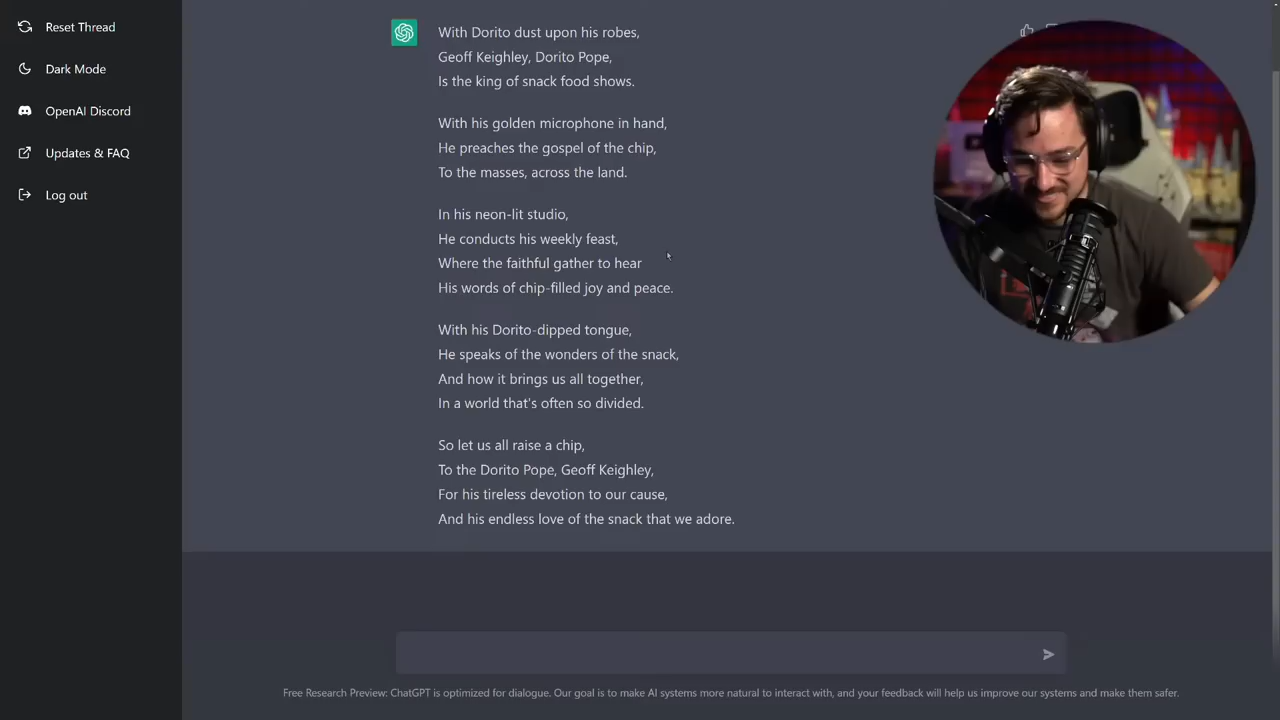 Reset Thread
Dark Mode
OpenAI Discord
Updates & FAQ
Log out
With Dorito dust upon his robes,
Geoff Keighley, Dorito Pope,
Is the king of snack food shows.
With his golden microphone in hand,
He preaches the gospel of the chip,
To the masses, across the land.
In his neon-lit studio,
He conducts his weekly feast,
Where the faithful gather to hear
His words of chip-filled joy and peace.
With his Dorito-dipped tongue,
He speaks of the wonders of the snack,
And how it brings us all together,
In a world that's often so divided.
So let us all raise a chip,
To the Dorito Pope, Geoff Keighley,
For his tireless devotion to our cause,
And his endless love of the snack that we adore.
Free Research Preview: ChatGPT is optimized for dialogue. Our goal is to make AI systems more natural to interact with, and your feedback will help us improve our systems and make them safer.